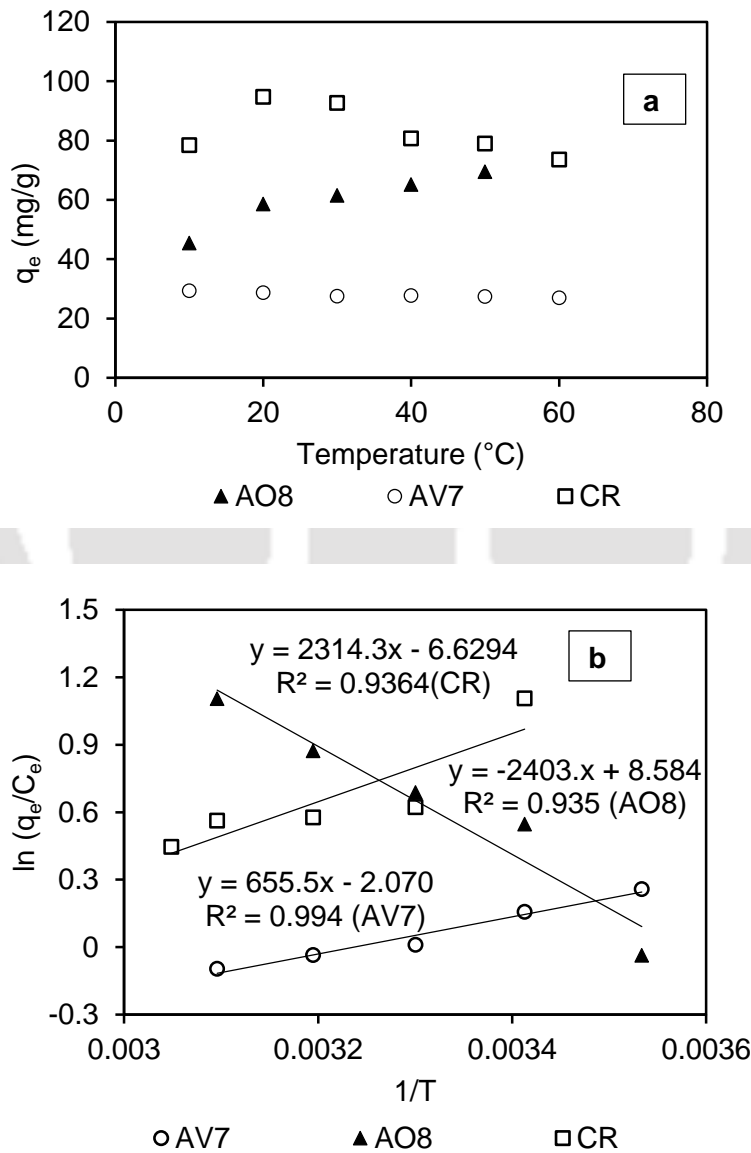 120
100
80
60
40
20
0
qₑ (mg/g)
a
0 20 40 60 80
Temperature (°C)
▲ AO8 ○ AV7 □ CR
1.5
1.2
0.9
0.6
0.3
0
-0.3
ln (qₑ/Cₑ)
b
y = 2314.3x - 6.6294
R² = 0.9364(CR)
y = -2403.x + 8.584
R² = 0.935 (AO8)
y = 655.5x - 2.070
R² = 0.994 (AV7)
0.003 0.0032 0.0034 0.0036
1/T
○ AV7 ▲ AO8 □ CR